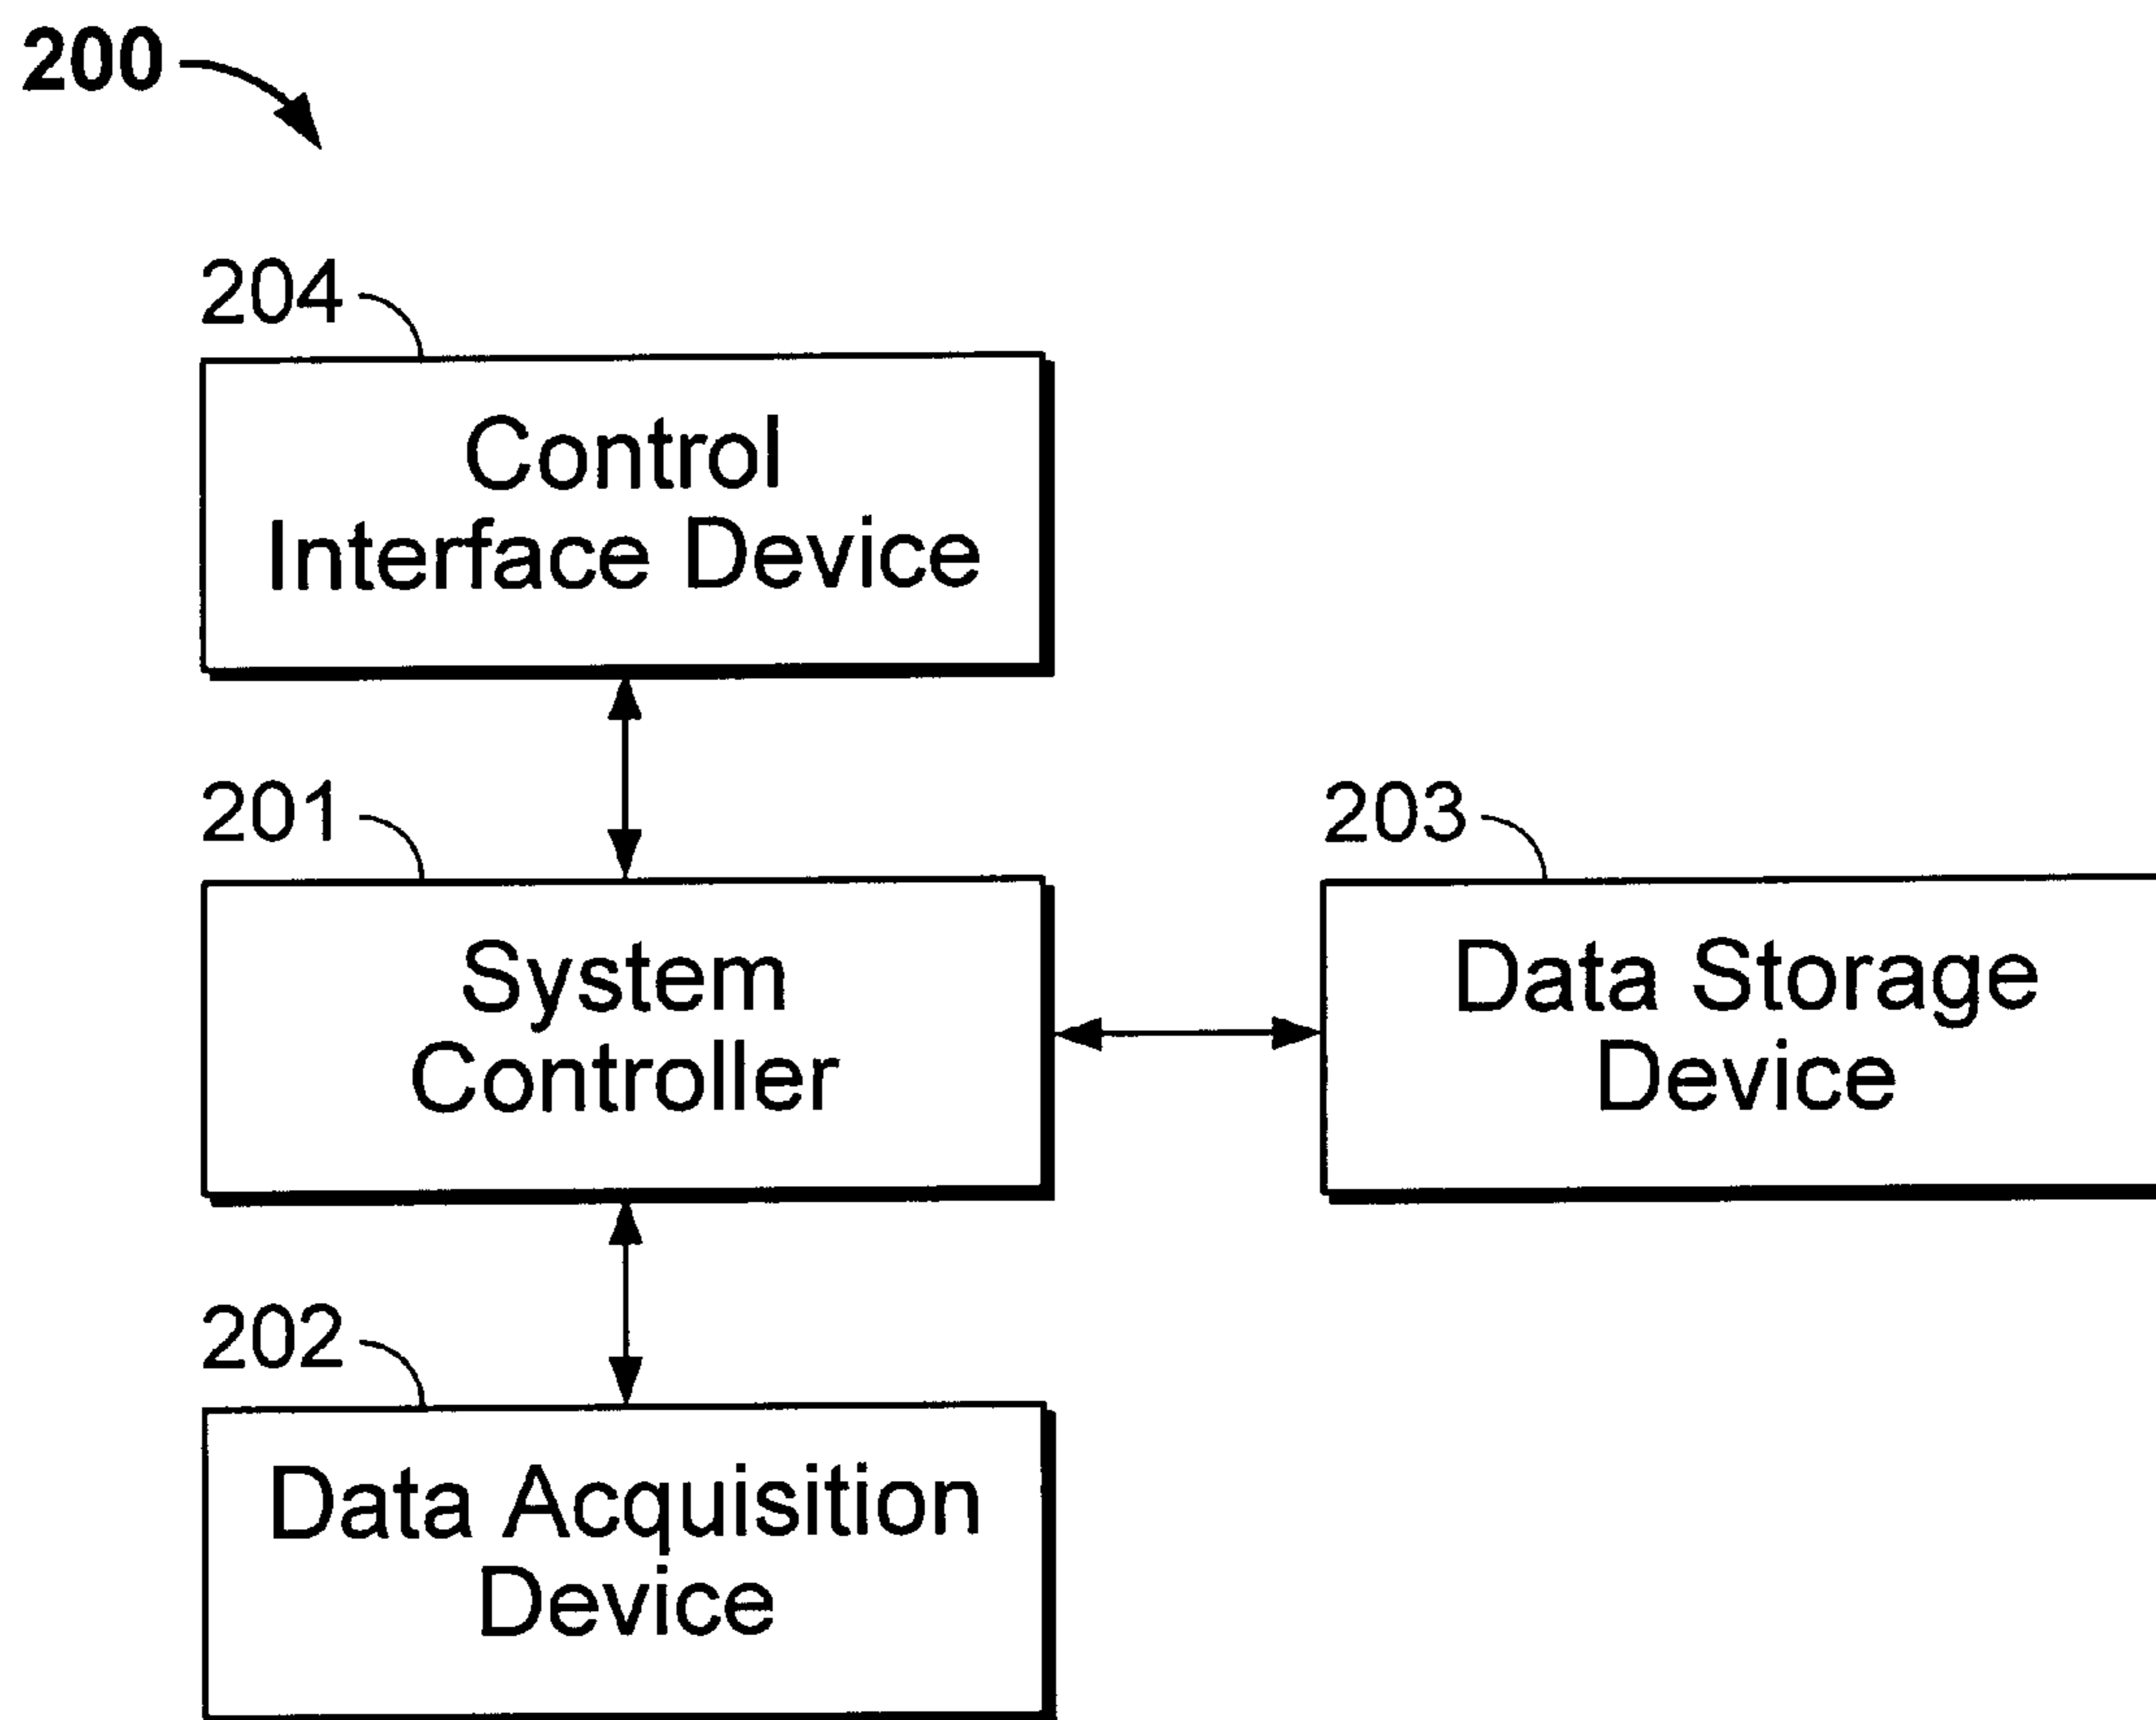 200
204
Control
Interface Device
201
System
Controller
203
Data Storage
Device
202
Data Acquisition
Device